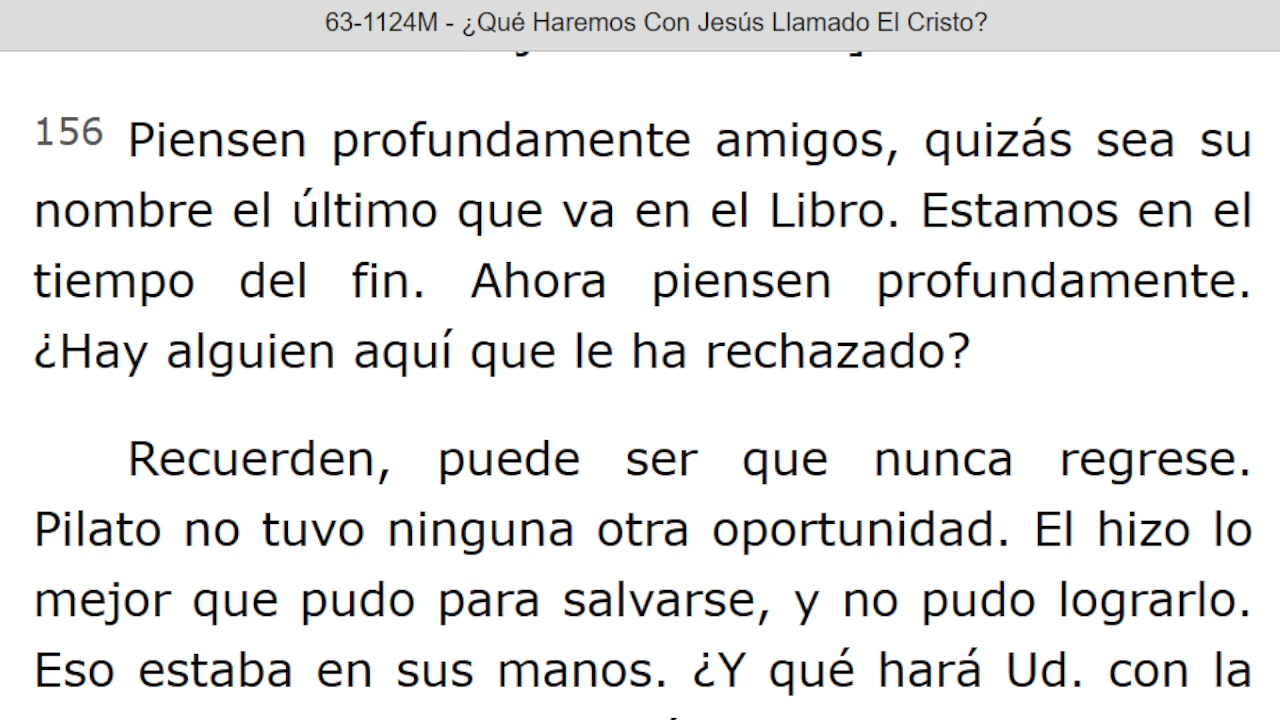 63-1124M - ¿Qué Haremos Con Jesús Llamado El Cristo?
156 Piensen profundamente amigos, quizás sea su
nombre el último que va en el Libro. Estamos en el
tiempo del fin. Ahora piensen profundamente.
¿Hay alguien aquí que le ha rechazado?
Recuerden, puede ser que nunca regrese.
Pilato no tuvo ninguna otra oportunidad. El hizo lo
mejor que pudo para salvarse, y no pudo lograrlo.
Eso estaba en sus manos. ¿Y qué hará Ud. con la